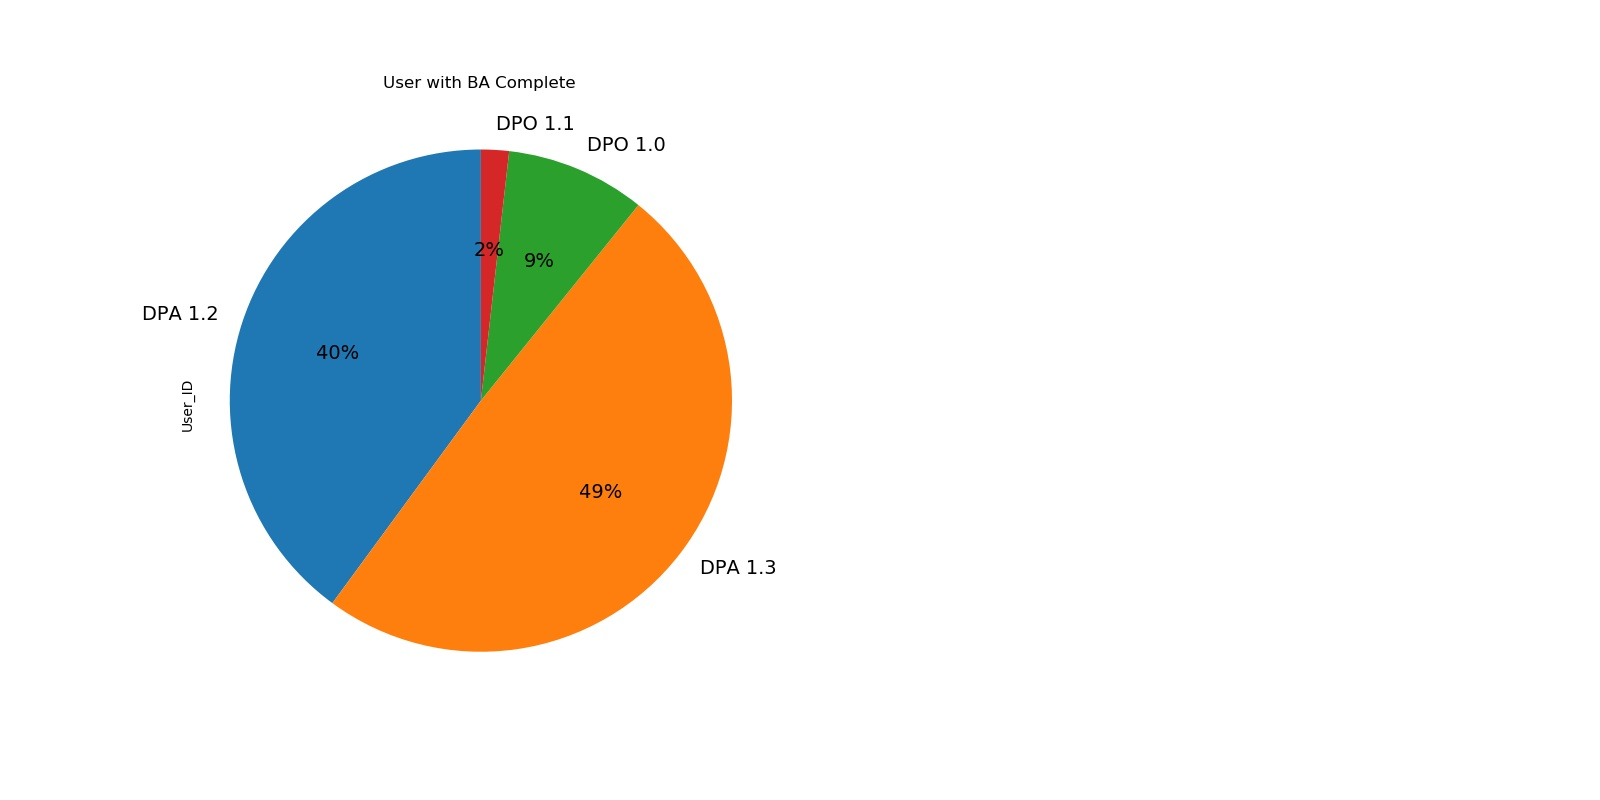 User with BA Complete
DPO 1.1
DPO 1.0
2%
9%
DPA 1.2
40%
User_ID
49%
DPA 1.3